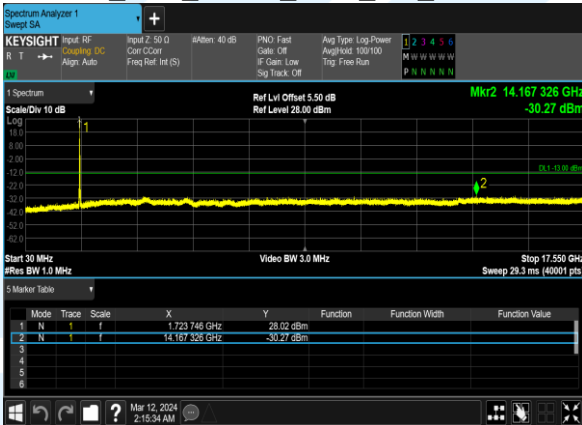 Spectrum Analyzer 1
Swept SA
KEYSIGHT Input: RF Input Z: 50 Ω #Atten: 40 dB PNO: Fast Avg Type: Log-Power 1 2 3 4 5 6
R T Coupling: DC Corr CCorr Gate: Off Avg|Hold: 100/100 M W W W W W
Align: Auto Freq Ref: Int (S) IF Gain: Low Trig: Free Run
LW Sig Track: Off P N N N N N
1 Spectrum Ref Lvl Offset 5.50 dB Mkr2 14.167 326 GHz
Scale/Div 10 dB Ref Level 28.00 dBm -30.27 dBm
Log
18.0
8.00
-2.00
-12.0
-22.0
-32.0
-42.0
-52.0
-62.0
1
DL1 -13.00 dBm
2
Start 30 MHz Video BW 3.0 MHz Stop 17.550 GHz
#Res BW 1.0 MHz Sweep 29.3 ms (40001 pts
5 Marker Table
Mode Trace Scale X Y Function Function Width Function Value
1 N 1 f 1.723 746 GHz 28.02 dBm
2 N 1 f 14.167 326 GHz -30.27 dBm
3
4
5
6
? Mar 12, 2024
2:15:34 AM